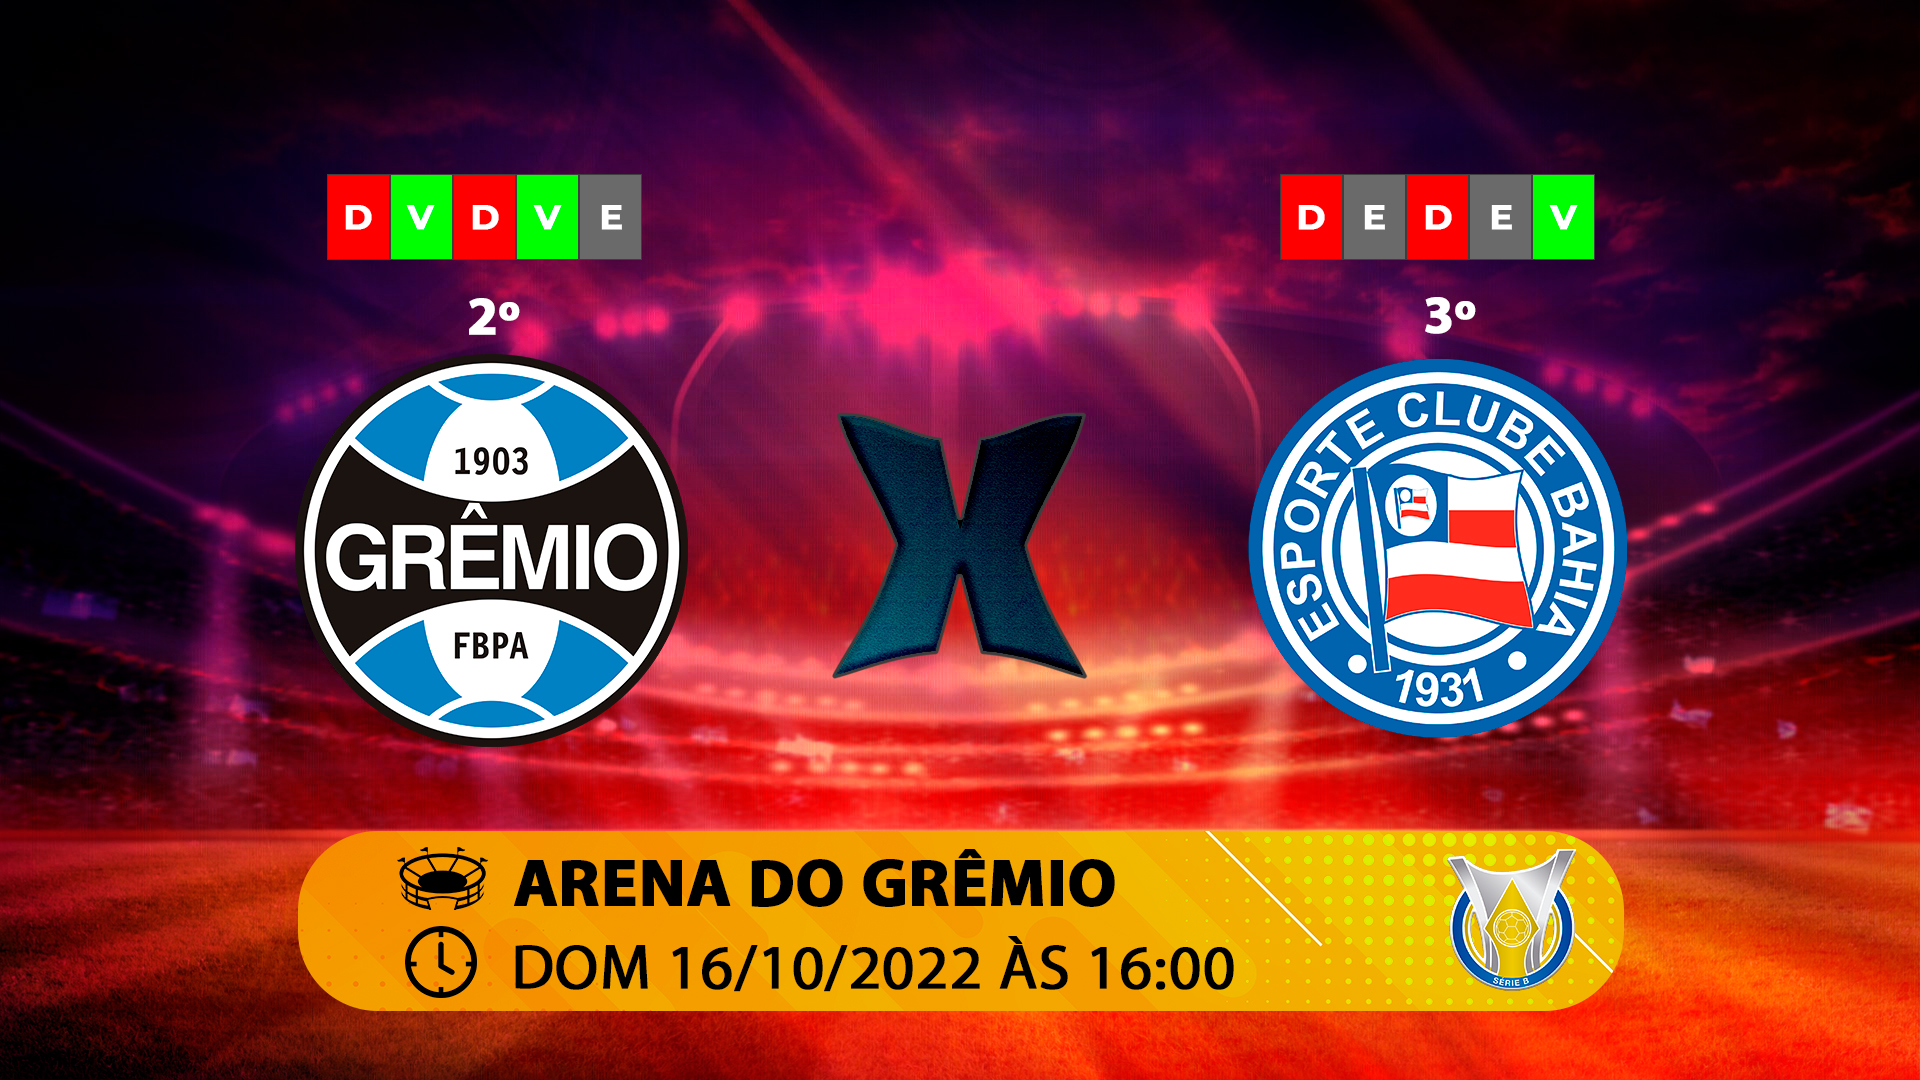 D V D V E
D E D E V
2º
3º
1903
GRÊMIO
FBPA
ESPORTE CLUBE BAHIA
1931
X
ARENA DO GRÊMIO
DOM 16/10/2022 ÀS 16:00
SÉRIE B